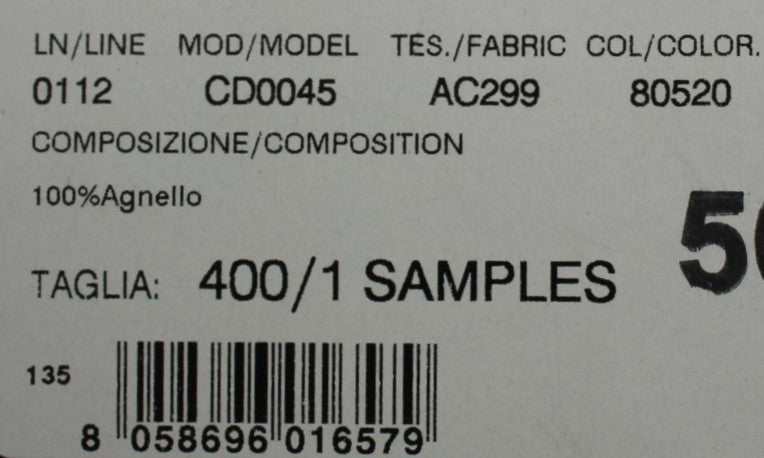 LN/LINE MOD/MODEL TES./FABRIC COL/COLOR.
0112 CD0045 AC299 80520
COMPOSIZIONE/COMPOSITION
100%Agnello
TAGLIA: 400/1 SAMPLES
135
8 058696 016579